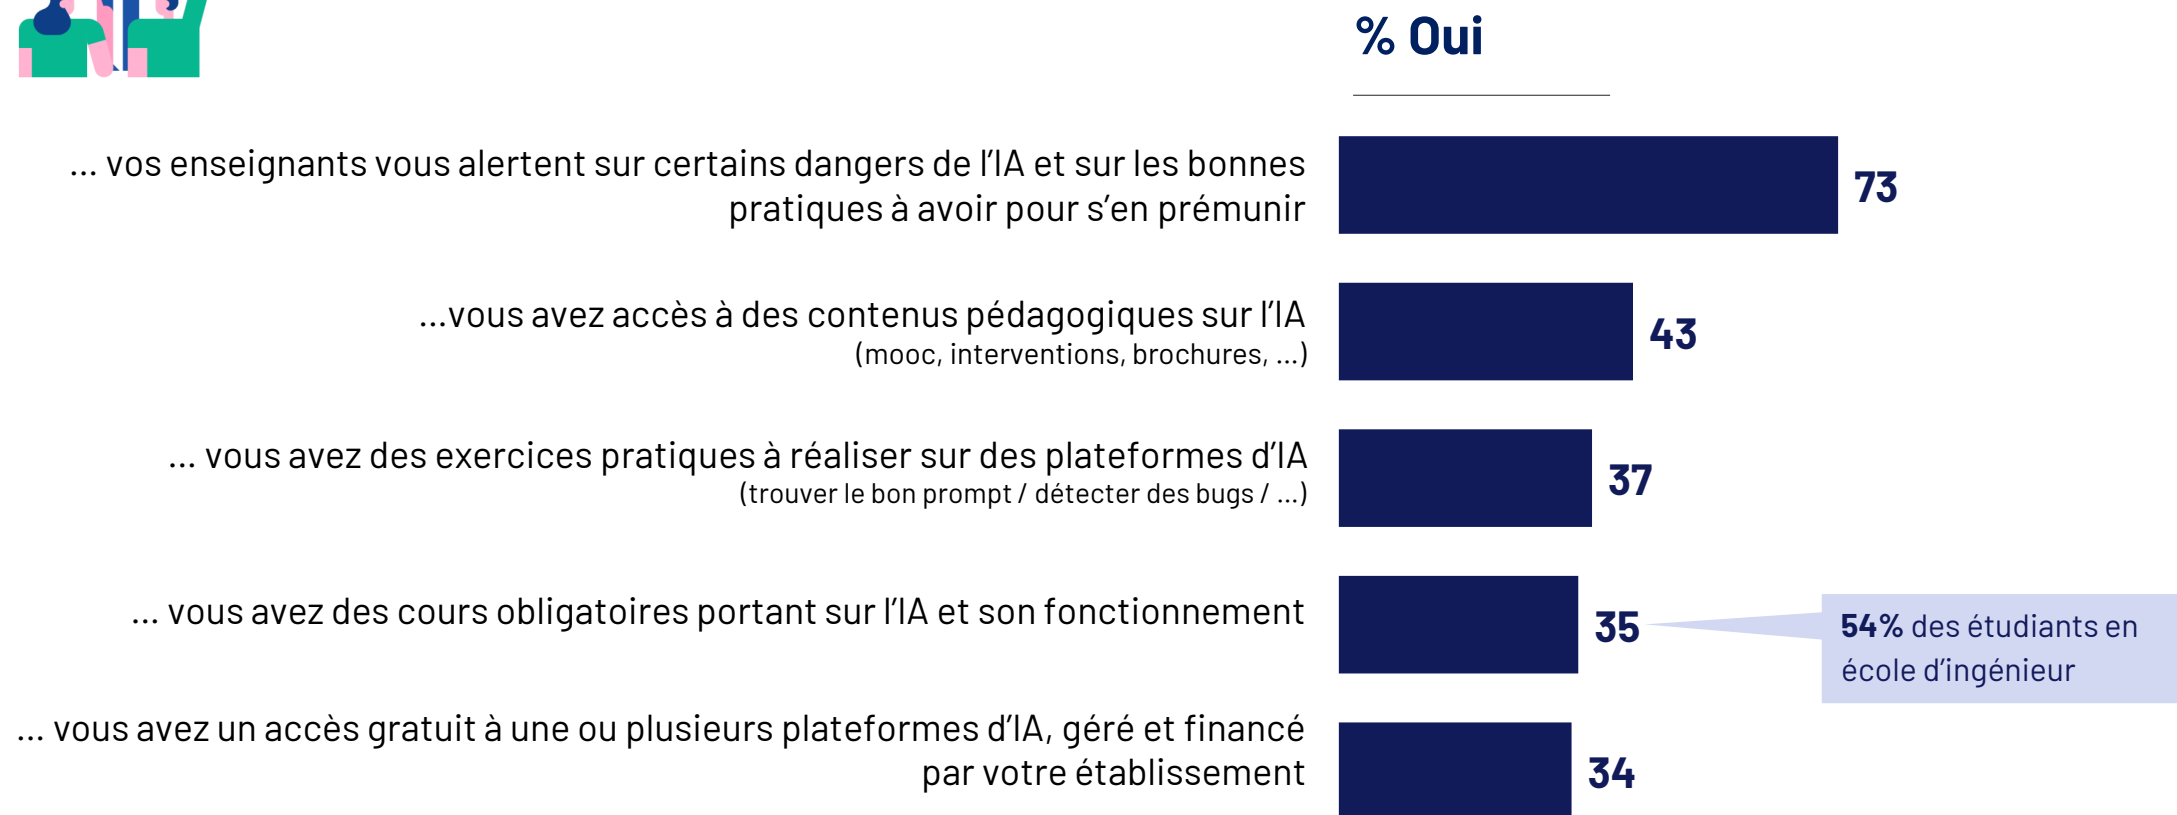 % Oui
... vos enseignants vous alertent sur certains dangers de l'IA et sur les bonnes
pratiques à avoir pour s'en prémunir
73
...vous avez accès à des contenus pédagogiques sur l'IA
(mooc, interventions, brochures, ...)
43
... vous avez des exercices pratiques à réaliser sur des plateformes d'IA
(trouver le bon prompt / détecter des bugs / ...)
37
... vous avez des cours obligatoires portant sur l'IA et son fonctionnement
35
54% des étudiants en
école d'ingénieur
... vous avez un accès gratuit à une ou plusieurs plateformes d'IA, géré et financé
par votre établissement
34